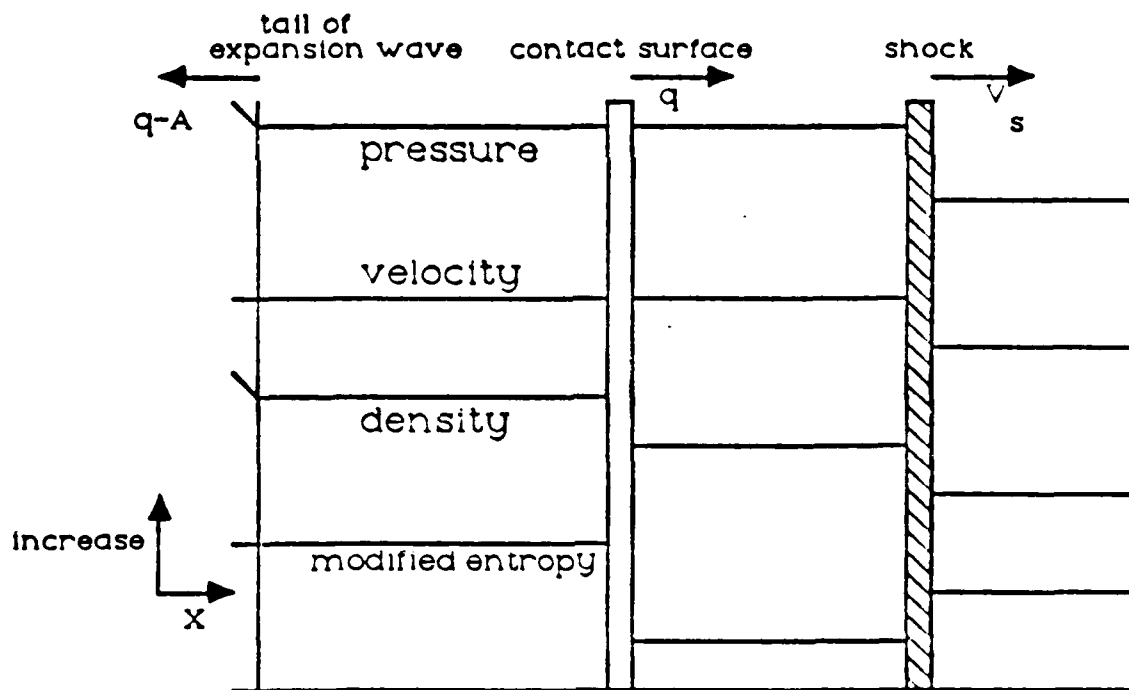 tail of
expansion wave
contact surface
shock
q-A
q
V
s
pressure
velocity
density
increase
modified entropy
X